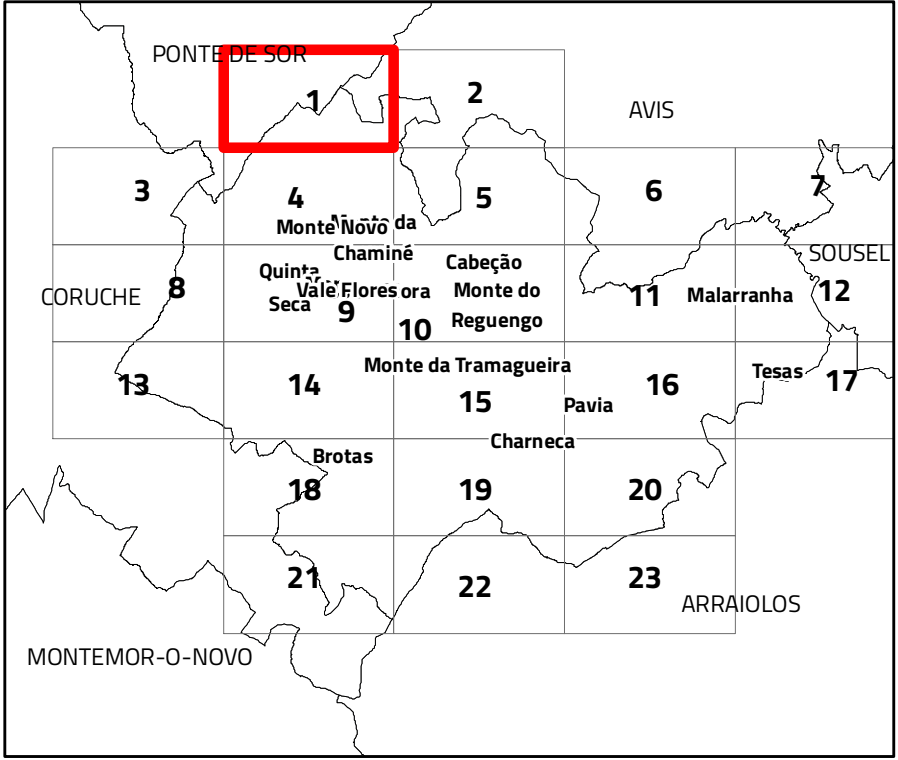 PONTE DE SOR
1
2
AVIS
3
4
5
6
7
Monte Novo
da
Chaminé
Cabeção
SOUSEL
Quinta
Seca
Vale Flores
ora
Monte do
Reguengo
CORUCHE
8
9
10
11
Malarranha
12
Monte da Tramagueira
Tesas
13
14
15
16
17
Pavia
Charneca
Brotas
18
19
20
21
22
23
ARRAIOLOS
MONTEMOR-O-NOVO